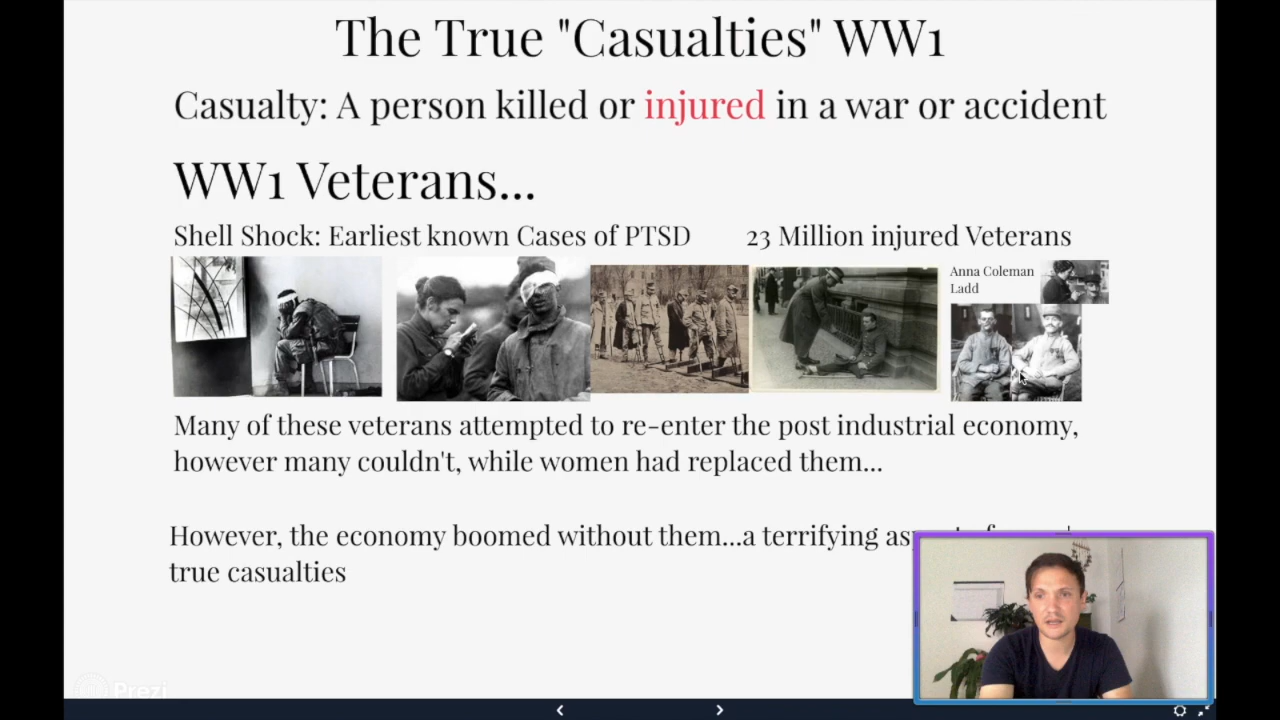 The True "Casualties" WW1
Casualty: A person killed or injured in a war or accident
WW1 Veterans...
Shell Shock: Earliest known Cases of PTSD
23 Million injured Veterans
Anna Coleman
Ladd
Many of these veterans attempted to re-enter the post industrial economy,
however many couldn't, while women had replaced them...
However, the economy boomed without them...a terrifying
true casualties
Prezi